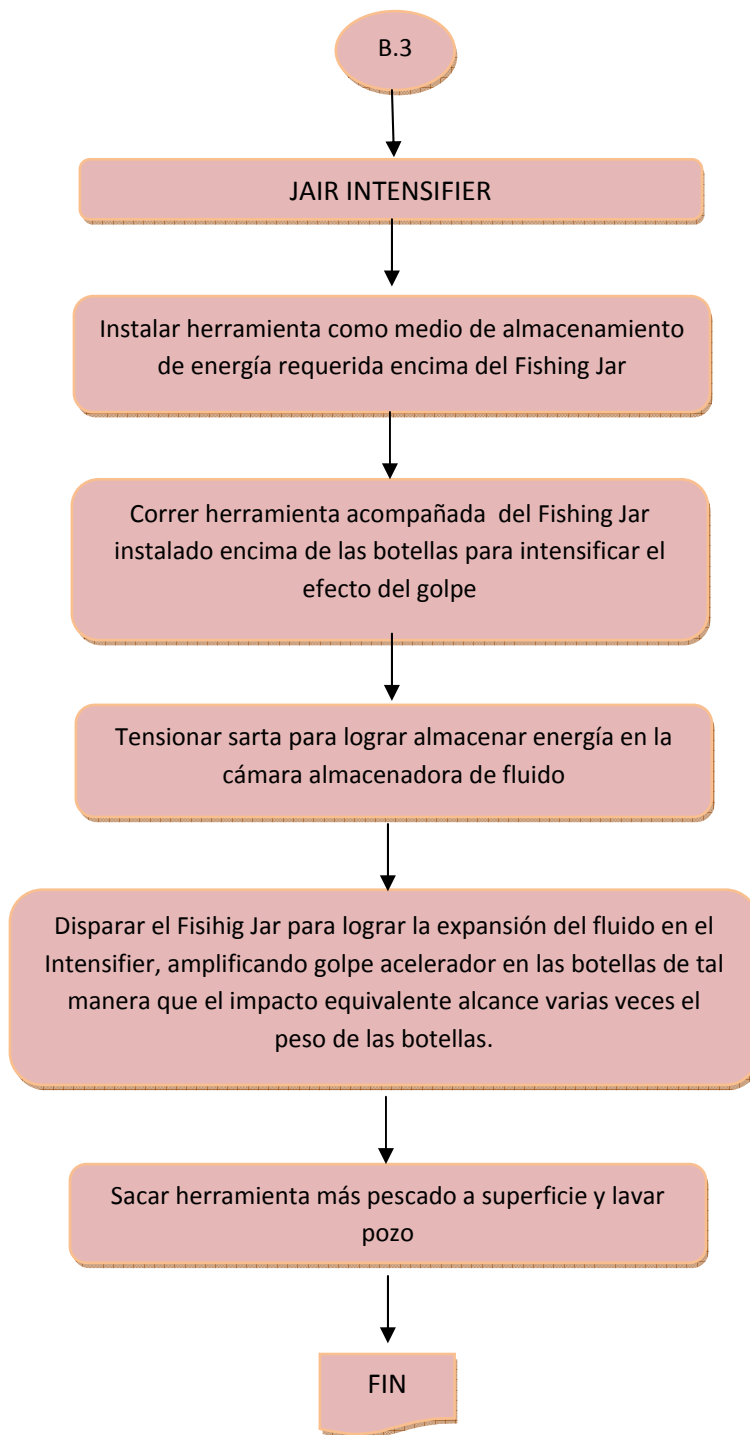 B.3
JAIR INTENSIFIER
Instalar herramienta como medio de almacenamiento
de energía requerida encima del Fishing Jar
Correr herramienta acompañada  del Fishing Jar
instalado encima de las botellas para intensificar el
efecto del golpe
Tensionar sarta para lograr almacenar energía en la
cámara almacenadora de fluido
Disparar el Fisihig Jar para lograr la expansión del fluido en el
Intensifier, amplificando golpe acelerador en las botellas de tal
manera que el impacto equivalente alcance varias veces el
peso de las botellas.
Sacar herramienta más pescado a superficie y lavar
pozo
FIN